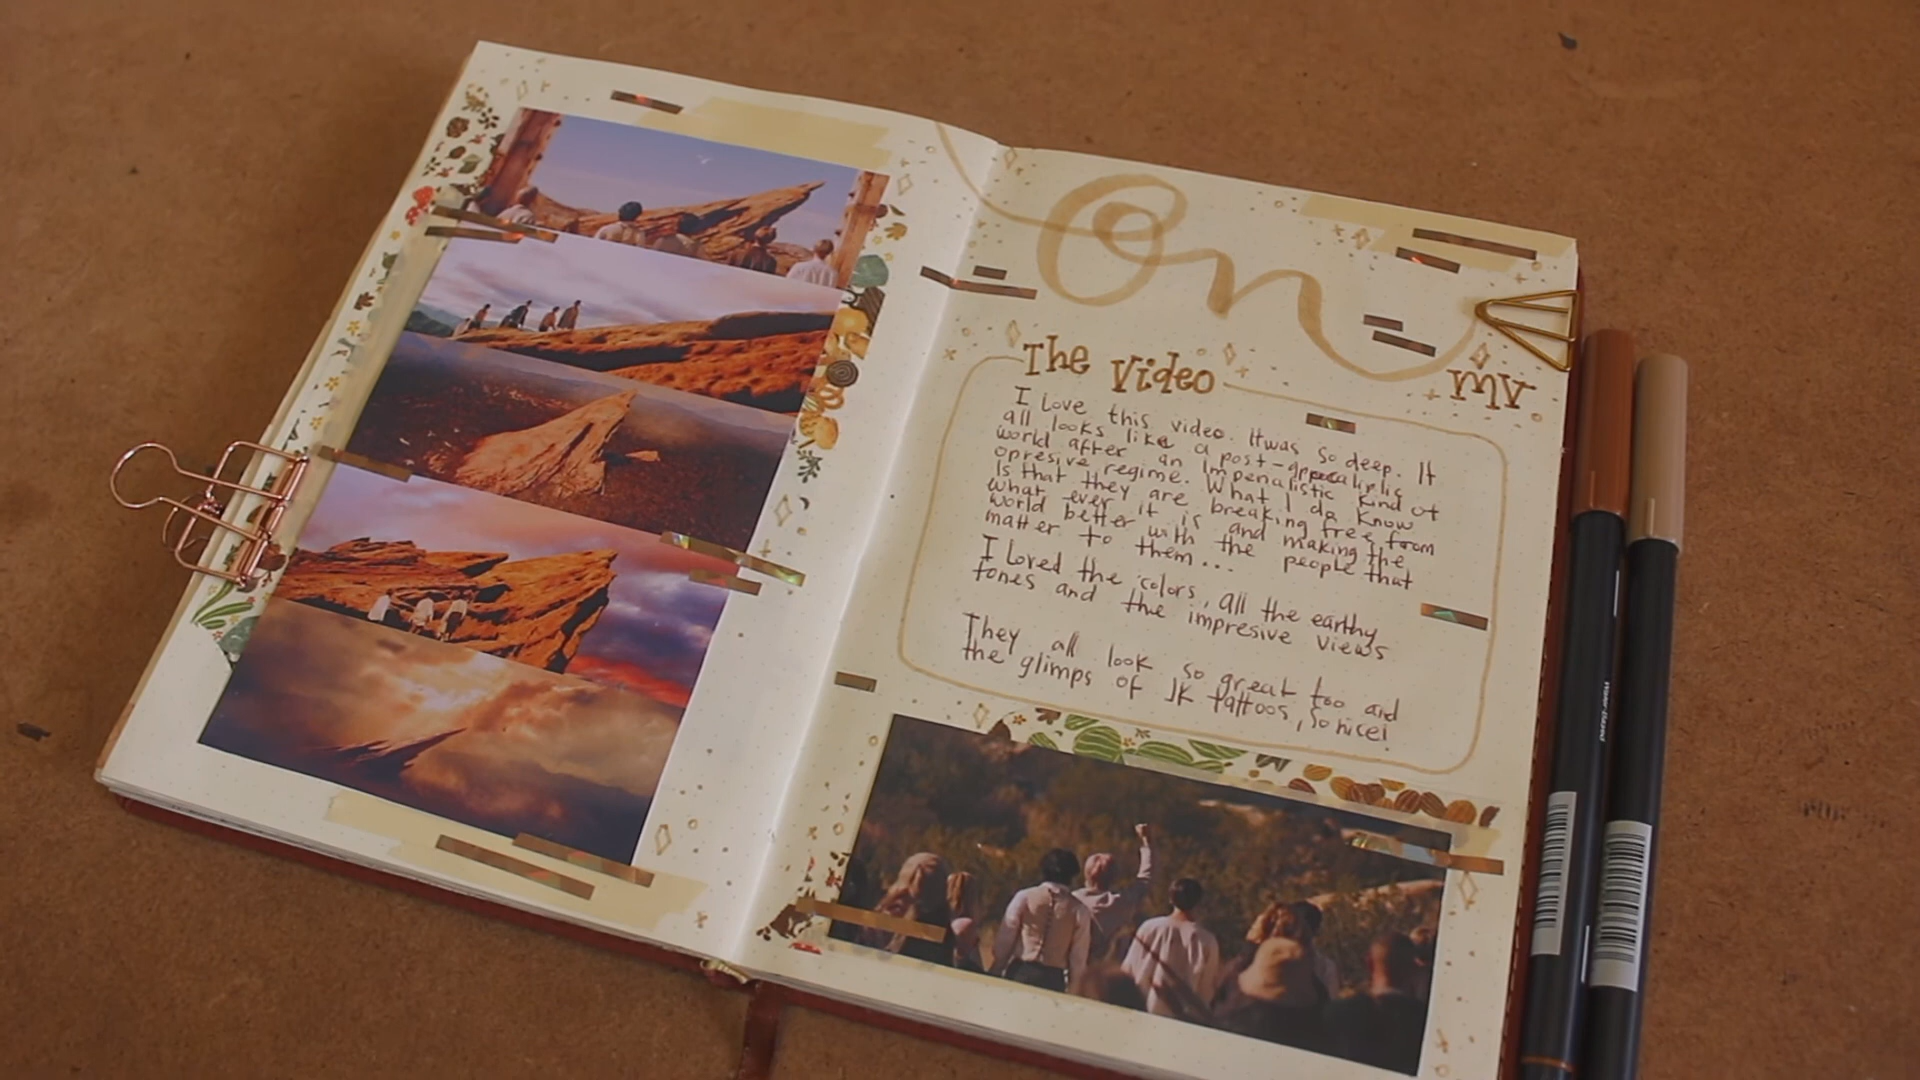 On
MV
The Video
I Love this video. It was so deep. It
all looks like a post-apocaliptic
world after an Imperialistic kind of
opresive regime. What I do know
is that they are breaking free from
what ever it is and making the
world better with the people that
matter to them...
I Loved the colors, all the earthy
tones and the impresive views
They all look so great too and
the glimps of JK tattoos, so nice!